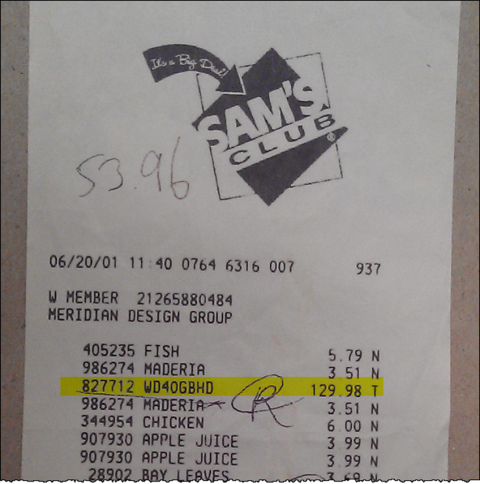 It's a Big Deal!
SAM'S
CLUB®
53.96
06/20/01 11:40 0764 6316 007 937
W MEMBER 21265880484
MERIDIAN DESIGN GROUP
405235 FISH 5.79 N
986274 MADERIA 3.51 N
827712 WD40GBHD 129.98 T
986274 MADERIA 3.51 N
R
344954 CHICKEN 6.00 N
907930 APPLE JUICE 3.99 N
907930 APPLE JUICE 3.99 N
28902 BAY LEAVES